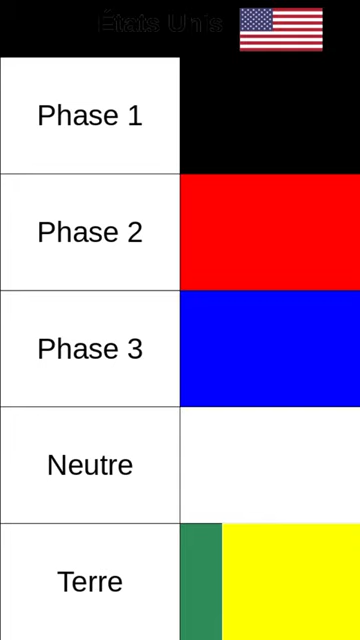 États Unis
Phase 1
Phase 2
Phase 3
Neutre
Terre